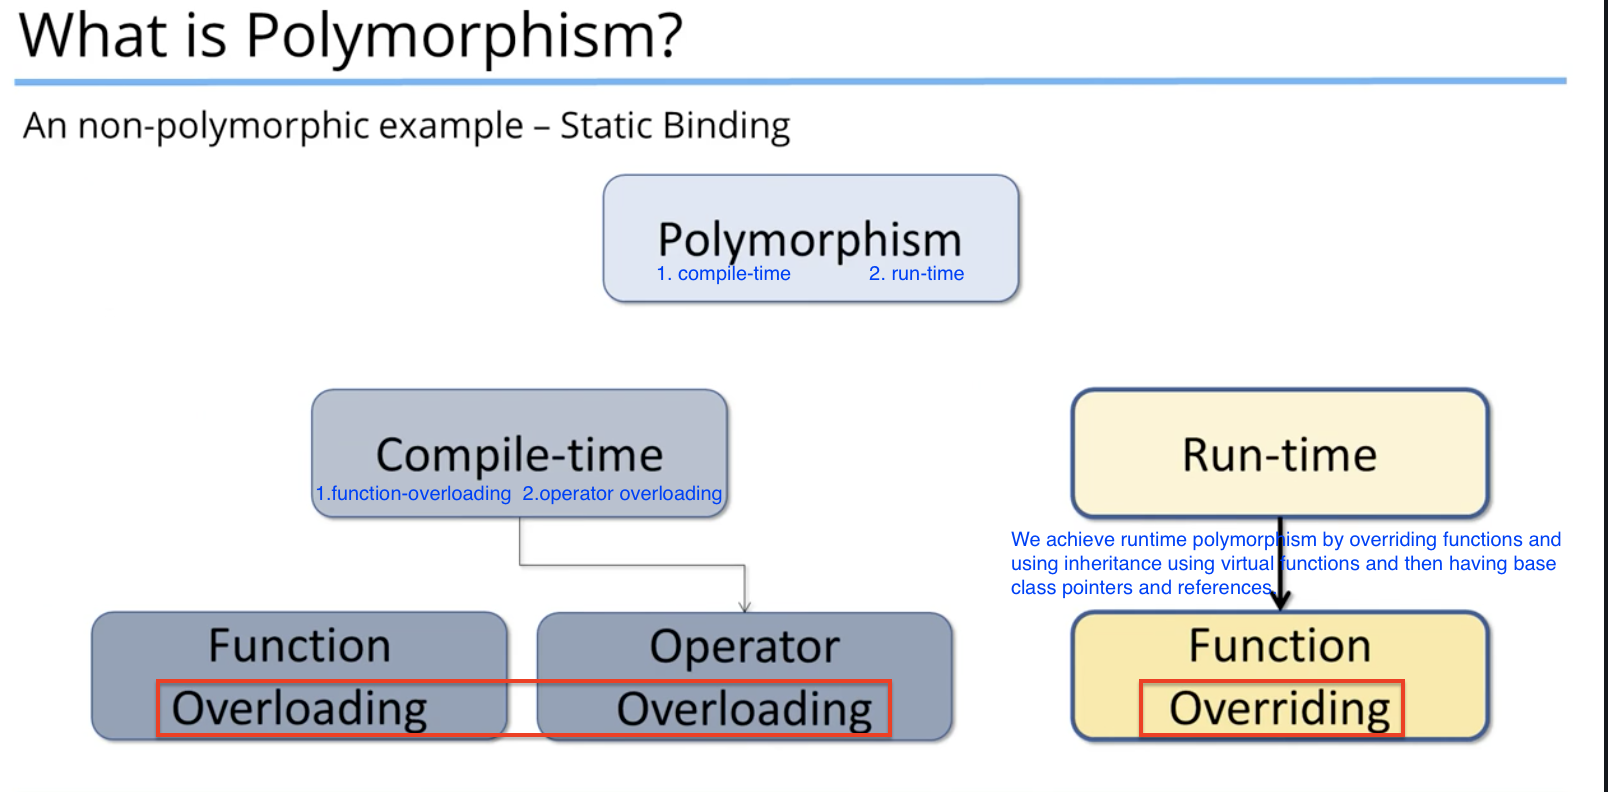 What is Polymorphism?
An non-polymorphic example – Static Binding
Polymorphism
1. compile-time 2. run-time
Compile-time
1.function-overloading 2.operator overloading
Run-time
We achieve runtime polymorphism by overriding functions and
using inheritance using virtual functions and then having base
class pointers and references
Function
Overloading
Operator
Overloading
Function
Overriding